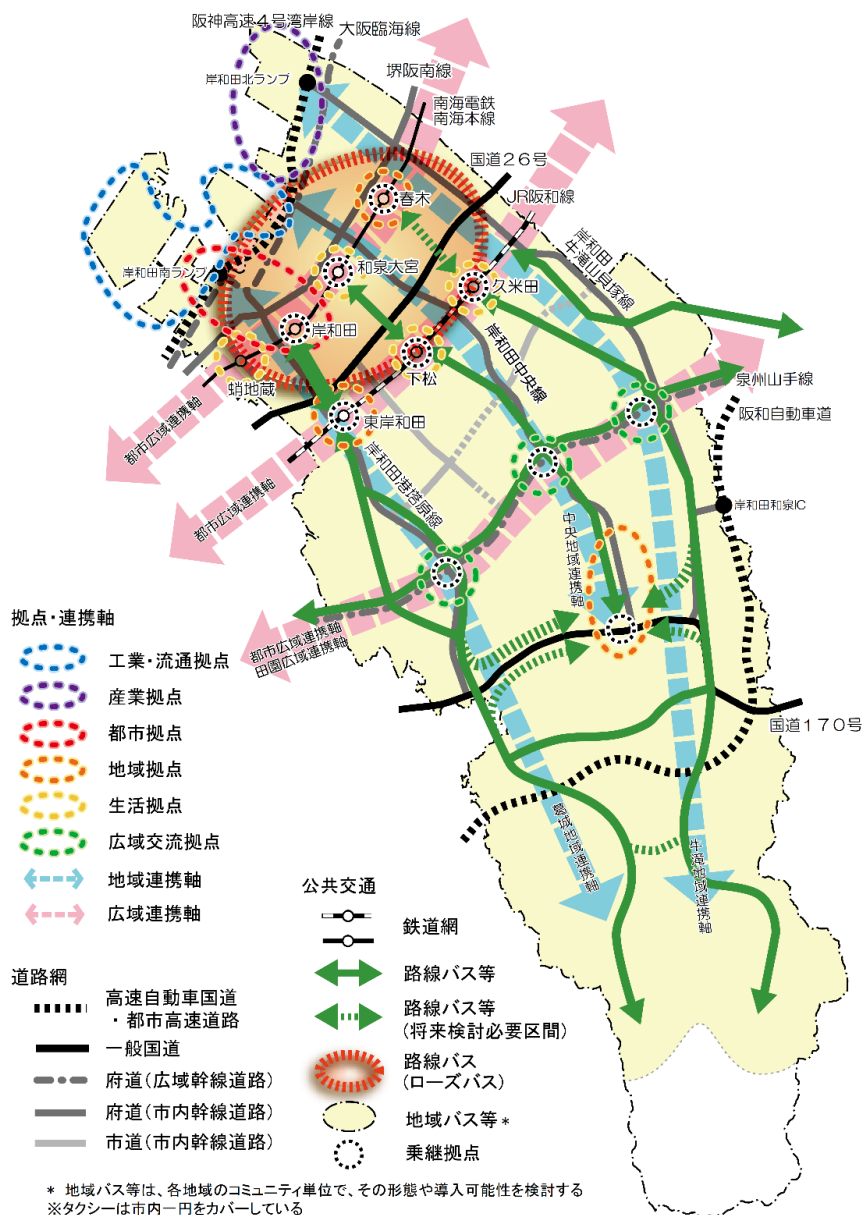 阪神高速4号湾岸線
大阪臨海線
岸和田北ランプ
堺阪南線
南海電鉄
南海本線
国道26号
JR阪和線
春木
岸和田
牛滝山貝塚線
和泉大宮
岸和田南ランプ
久米田
岸和田
下松
岸和田中央線
蛸地蔵
泉州山手線
都市広域連携軸
東岸和田
阪和自動車道
都市広域連携軸
岸和田港塔原線
岸和田和泉IC
中央地域連携軸
都市広域連携軸
田園広域連携軸
国道170号
葛城地域連携軸
牛滝地域連携軸
拠点・連携軸
工業・流通拠点
産業拠点
都市拠点
地域拠点
生活拠点
広域交流拠点
地域連携軸
広域連携軸
道路網
高速自動車国道
・都市高速道路
一般国道
府道(広域幹線道路)
府道(市内幹線道路)
市道(市内幹線道路)
公共交通
鉄道網
路線バス等
路線バス等
(将来検討必要区間)
路線バス
(ローズバス)
地域バス等*
乗継拠点
* 地域バス等は、各地域のコミュニティ単位で、その形態や導入可能性を検討する
※タクシーは市内一円をカバーしている